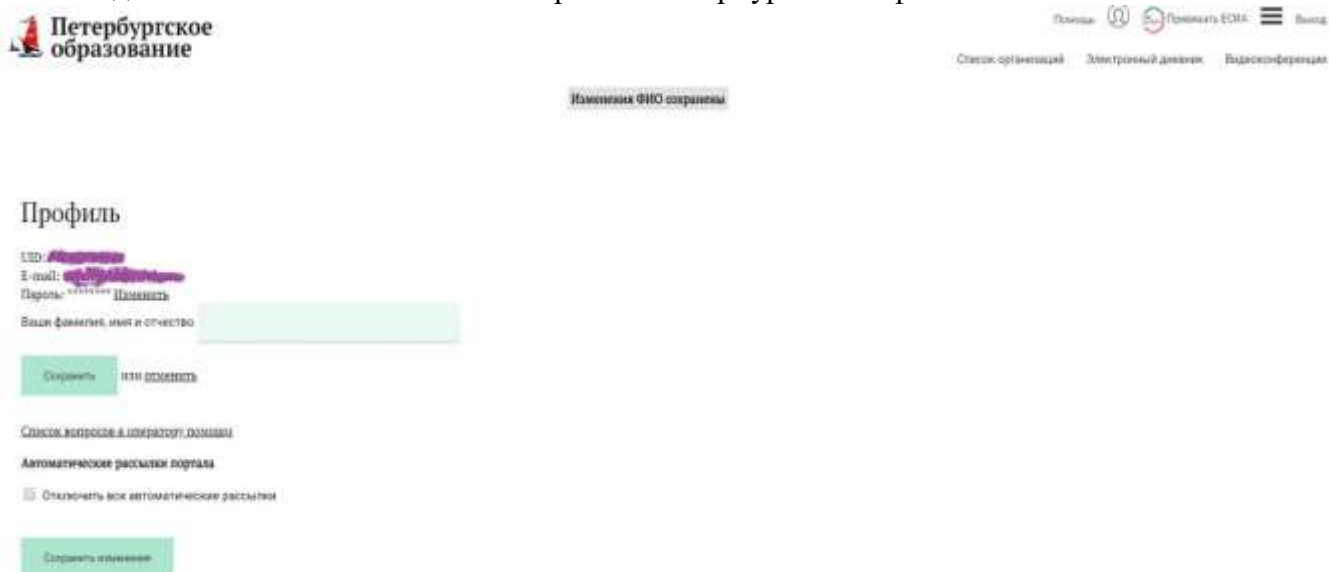 Петербургское
образование
Помощь Привязать ЕСИА Выход
Список организаций Электронный дневник Видеоконференции
Изменения ФИО сохранены
Профиль
UID:
E-mail:
Пароль: ******** Изменить
Ваши фамилия, имя и отчество
Сохранить или отменить
Список вопросов к оператору помощи
Автоматические рассылки портала
Отключить все автоматические рассылки
Сохранить изменения